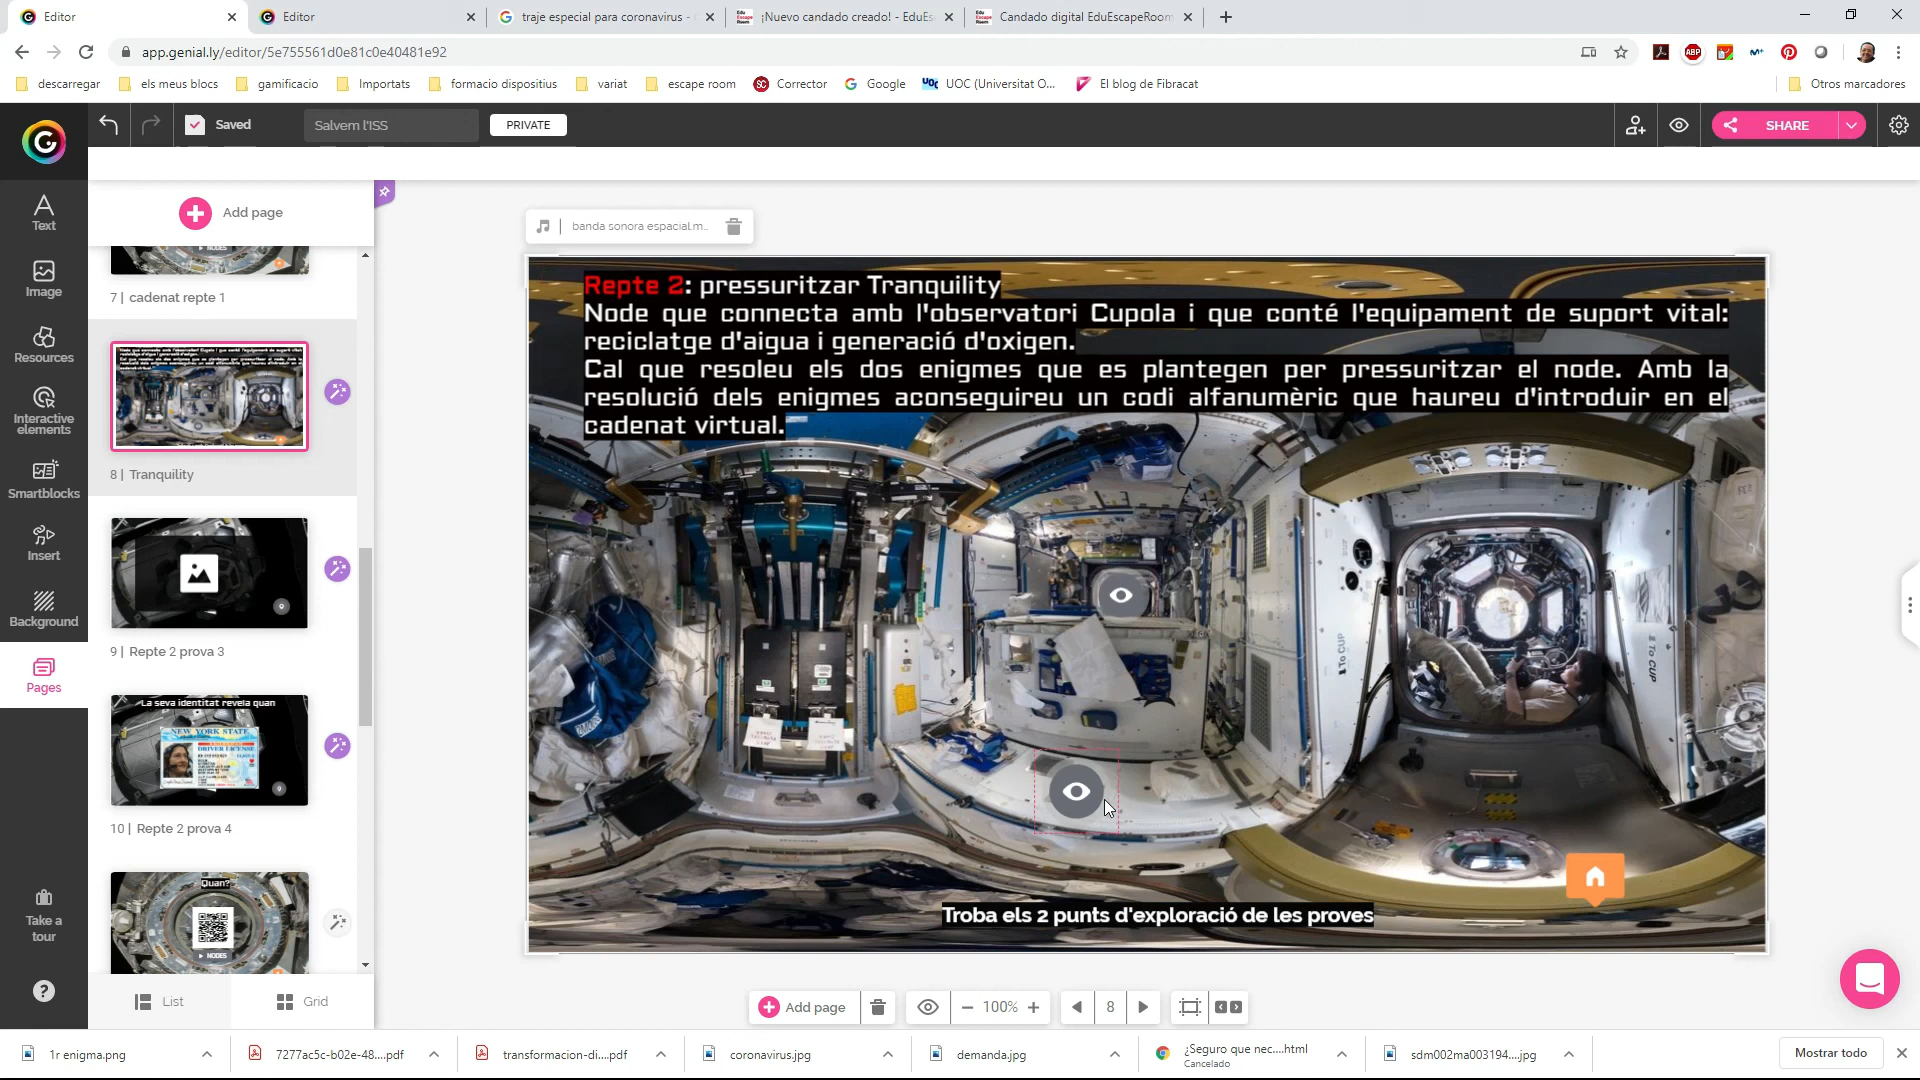 Editor
Editor
traje especial para coronavirus -
¡Nuevo candado creado! - EduEs
Candado digital EduEscapeRoom
app.genial.ly/editor/5e755561d0e81c0e40481e92
descarregar
els meus blocs
gamificacio
Importats
formacio dispositius
variat
escape room
Corrector
Google
UOC (Universitat O...
El blog de Fibracat
Otros marcadores
Saved
Salvem l'ISS
PRIVATE
SHARE
Text
Image
Resources
Interactive
elements
Smartblocks
Insert
Background
Pages
Take a
tour
Add page
7 | cadenat repte 1
8 | Tranquility
9 | Repte 2 prova 3
La seva identitat revela quan
NEW YORK STATE
DRIVER LICENSE
10 | Repte 2 prova 4
Quan?
NODES
List
Grid
banda sonora espacial.m..
Repte 2: pressuritzar Tranquility
Node que connecta amb l'observatori Cupola i que conté l'equipament de suport vital:
reciclatge d'aigua i generació d'oxigen.
Cal que resoleu els dos enigmes que es plantegen per pressuritzar el node. Amb la
resolució dels enigmes aconseguireu un codi alfanumèric que haureu d'introduir en el
cadenat virtual.
Troba els 2 punts d'exploració de les proves
Add page
100%
8
1r enigma.png
7277ac5c-b02e-48....pdf
transformacion-di....pdf
coronavirus.jpg
demanda.jpg
¿Seguro que nec....html
Cancelado
sdm002ma003194....jpg
Mostrar todo